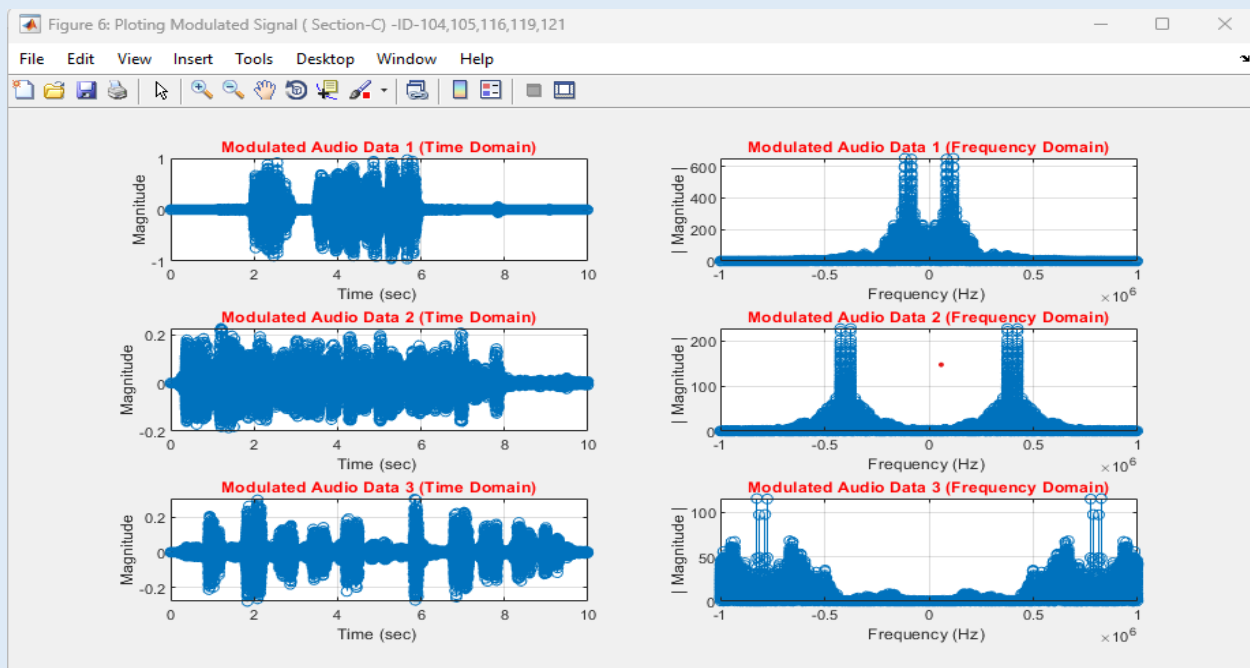 Figure 6: Ploting Modulated Signal ( Section-C) -ID-104,105,116,119,121
File Edit View Insert Tools Desktop Window Help
Modulated Audio Data 1 (Time Domain)
Magnitude
1
0
-1
0 2 4 6 8 10
Time (sec)
Modulated Audio Data 1 (Frequency Domain)
| Magnitude |
600
400
200
0
-1 -0.5 0 0.5 1
Frequency (Hz)
×10^6
Modulated Audio Data 2 (Time Domain)
Magnitude
0.2
0
-0.2
0 2 4 6 8 10
Time (sec)
Modulated Audio Data 2 (Frequency Domain)
| Magnitude |
200
100
0
-1 -0.5 0 0.5 1
Frequency (Hz)
×10^6
Modulated Audio Data 3 (Time Domain)
Magnitude
0.2
0
-0.2
0 2 4 6 8 10
Time (sec)
Modulated Audio Data 3 (Frequency Domain)
| Magnitude |
100
50
0
-1 -0.5 0 0.5 1
Frequency (Hz)
×10^6